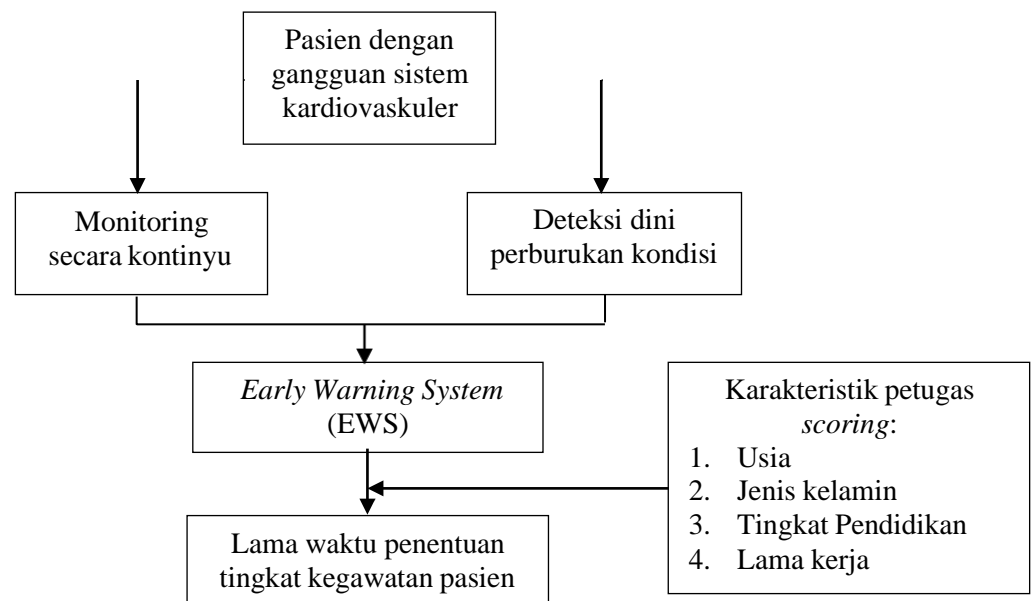 Pasien dengan
gangguan sistem
kardiovaskuler
Monitoring
secara kontinyu
Deteksi dini
perburukan kondisi
Early Warning System
(EWS)
Karakteristik petugas
scoring:
1. Usia
2. Jenis kelamin
3. Tingkat Pendidikan
4. Lama kerja
Lama waktu penentuan
tingkat kegawatan pasien